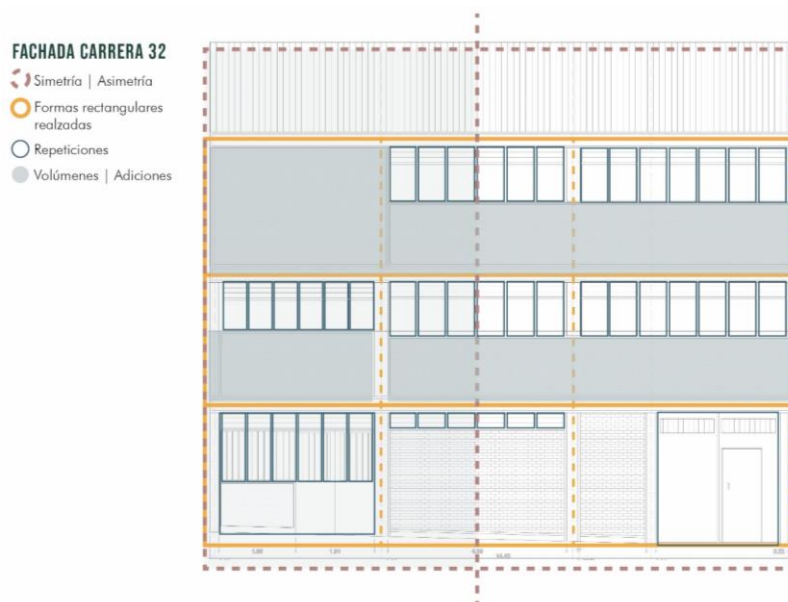 FACHADA CARRERA 32
Simetría | Asimetría
Formas rectangulares
realzadas
Repeticiones
Volúmenes | Adiciones